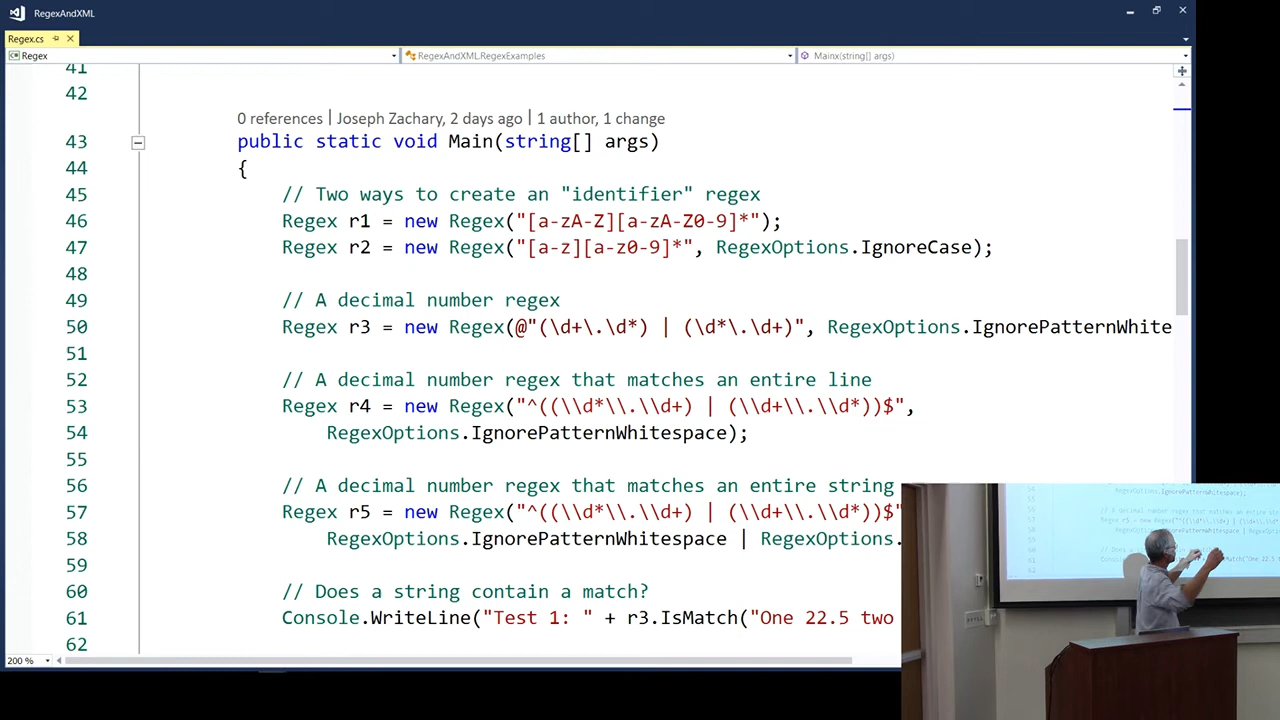 RegexAndXML
Regex.cs
Regex
RegexAndXML.RegexExamples
Mainx(string[] args)
41
42
0 references | Joseph Zachary, 2 days ago | 1 author, 1 change
43 public static void Main(string[] args)
44 {
45 // Two ways to create an "identifier" regex
46 Regex r1 = new Regex("[a-zA-Z][a-zA-Z0-9]*");
47 Regex r2 = new Regex("[a-z][a-z0-9]*", RegexOptions.IgnoreCase);
48
49 // A decimal number regex
50 Regex r3 = new Regex(@"(\d+\.\d*) | (\d*\.\d+)", RegexOptions.IgnorePatternWhite
51
52 // A decimal number regex that matches an entire line
53 Regex r4 = new Regex("^((\\d*\\.\\d+) | (\\d+\\.\\d*))$",
54 RegexOptions.IgnorePatternWhitespace);
55
56 // A decimal number regex that matches an entire string
57 Regex r5 = new Regex("^((\\d*\\.\\d+) | (\\d+\\.\\d*))$"
58 RegexOptions.IgnorePatternWhitespace | RegexOptions.
59
60 // Does a string contain a match?
61 Console.WriteLine("Test 1: " + r3.IsMatch("One 22.5 two
62
200 %